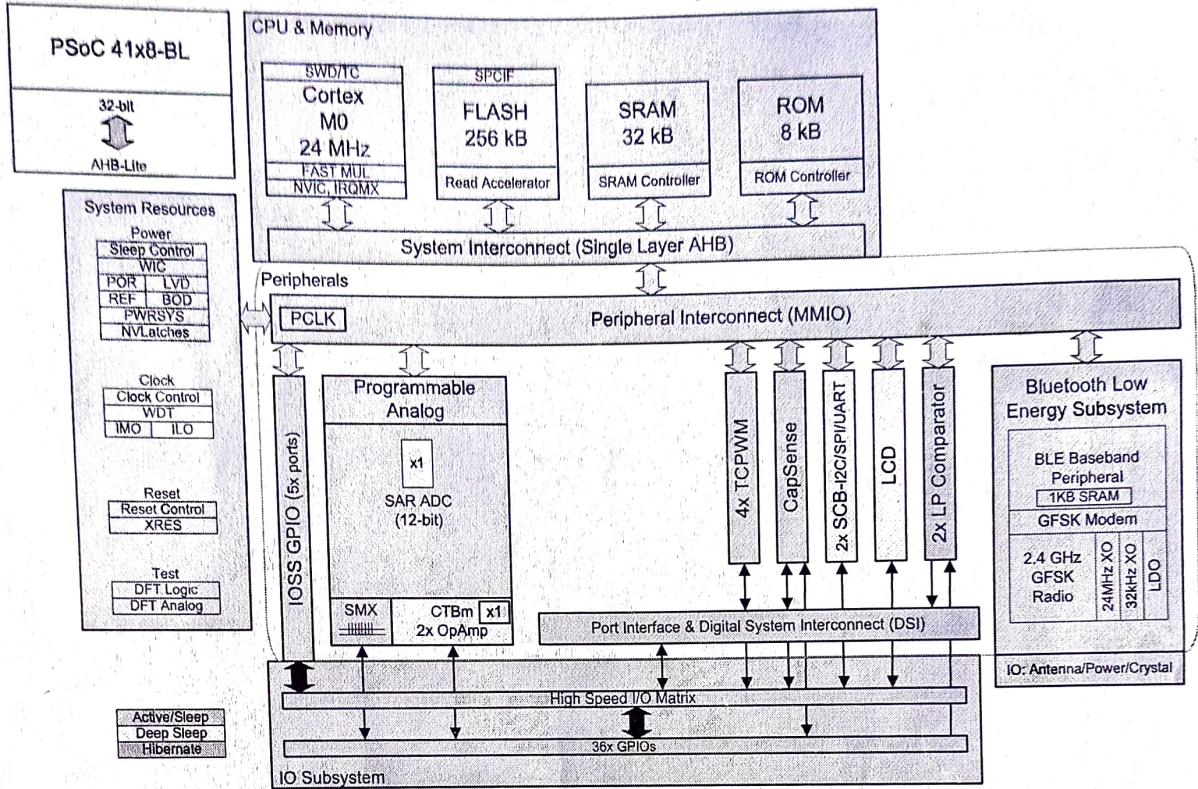 PSoC 41x8-BL
32-bit
AHB-Lite
CPU & Memory
SWD/TC
Cortex
M0
24 MHz
FAST MUL
NVIC, IRQMX
SPCIF
FLASH
256 kB
Read Accelerator
SRAM
32 kB
SRAM Controller
ROM
8 kB
ROM Controller
System Interconnect (Single Layer AHB)
System Resources
Power
Sleep Control
WIC
POR LVD
REF BOD
PWRSYS
NVLatches
Clock
Clock Control
WDT
IMO ILO
Reset
Reset Control
XRES
Test
DFT Logic
DFT Analog
Peripherals
PCLK
Peripheral Interconnect (MMIO)
IOSS GPIO (5x ports)
Programmable
Analog
x1
SAR ADC
(12-bit)
SMX
CTBm x1
2x OpAmp
4x TCPWM
CapSense
2x SCB-I2C/SPI/UART
LCD
2x LP Comparator
Port Interface & Digital System Interconnect (DSI)
Bluetooth Low
Energy Subsystem
BLE Baseband
Peripheral
1KB SRAM
GFSK Modem
2.4 GHz
GFSK
Radio
24MHz XO
32kHz XO
LDO
IO: Antenna/Power/Crystal
High Speed I/O Matrix
36x GPIOs
IO Subsystem
Active/Sleep
Deep Sleep
Hibernate